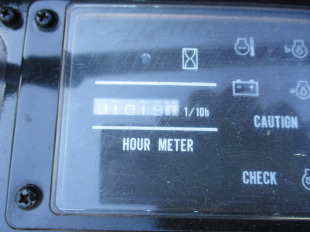 1/10h
HOUR METER
CAUTION
CHECK